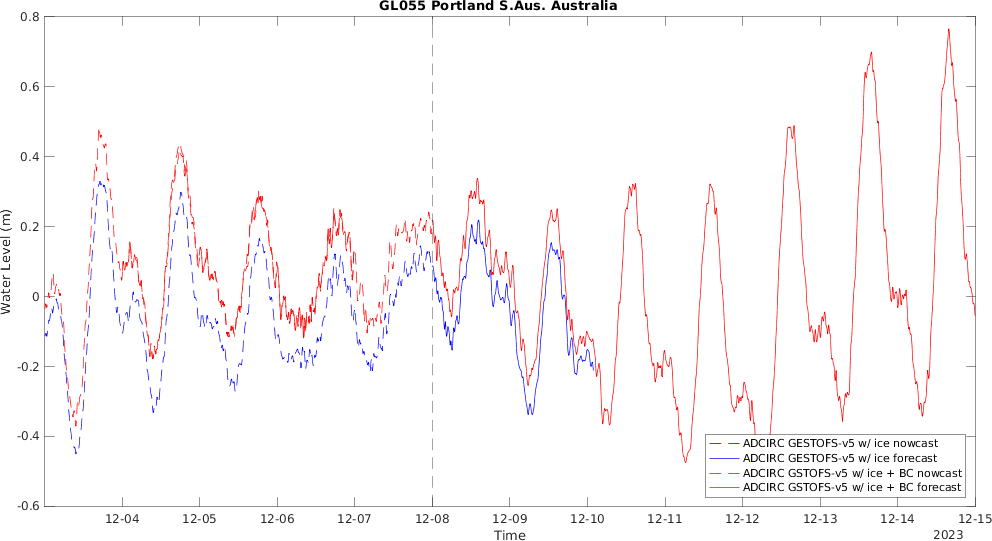 GL055 Portland S.Aus. Australia
0.8
0.6
0.4
0.2
0
-0.2
-0.4
-0.6
Water Level (m)
12-04 12-05 12-06 12-07 12-08 12-09 12-10 12-11 12-12 12-13 12-14 12-15
Time
2023
ADCIRC GESTOFS-v5 w/ ice nowcast
ADCIRC GESTOFS-v5 w/ ice forecast
ADCIRC GSTOFS-v5 w/ ice + BC nowcast
ADCIRC GSTOFS-v5 w/ ice + BC forecast